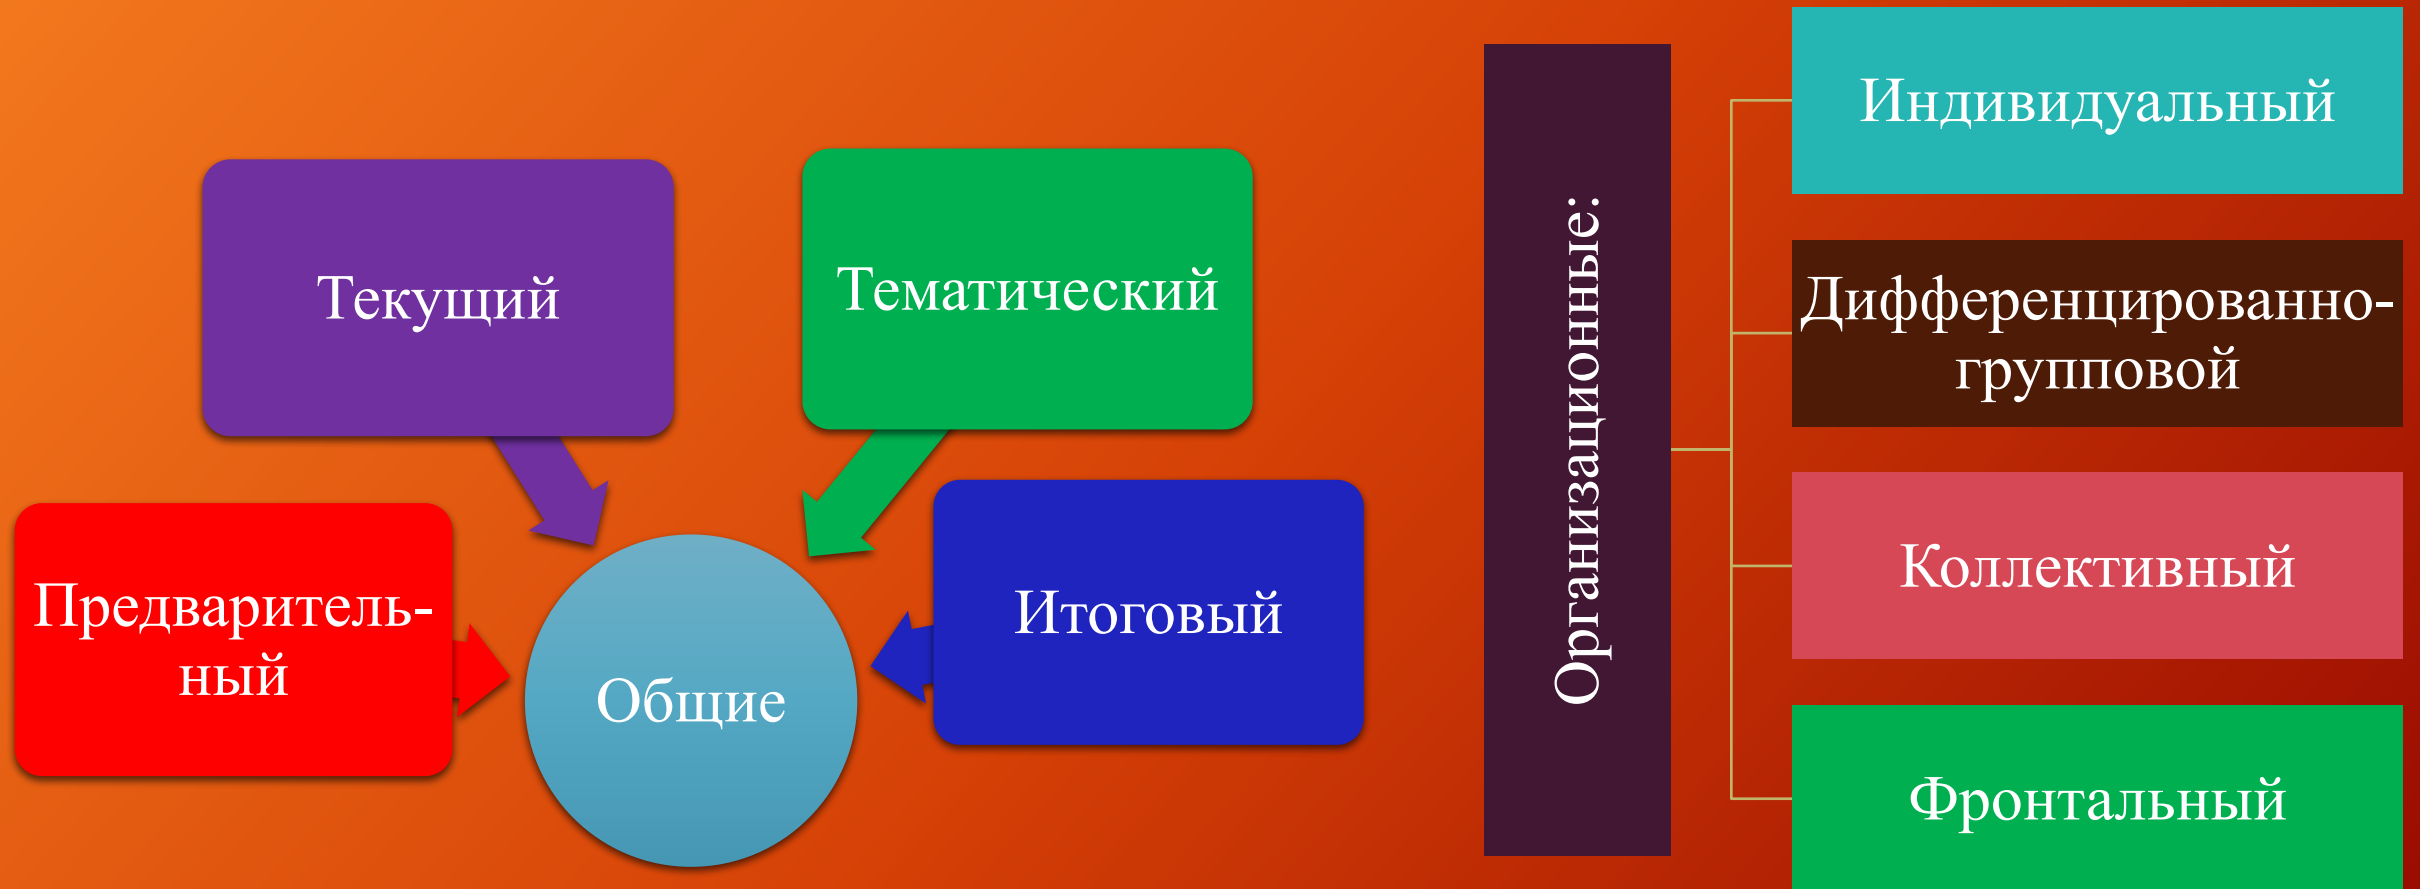 Текущий
Тематический
Предваритель-
ный
Общие
Итоговый
Организационные:
Индивидуальный
Дифференцированно-
групповой
Коллективный
Фронтальный